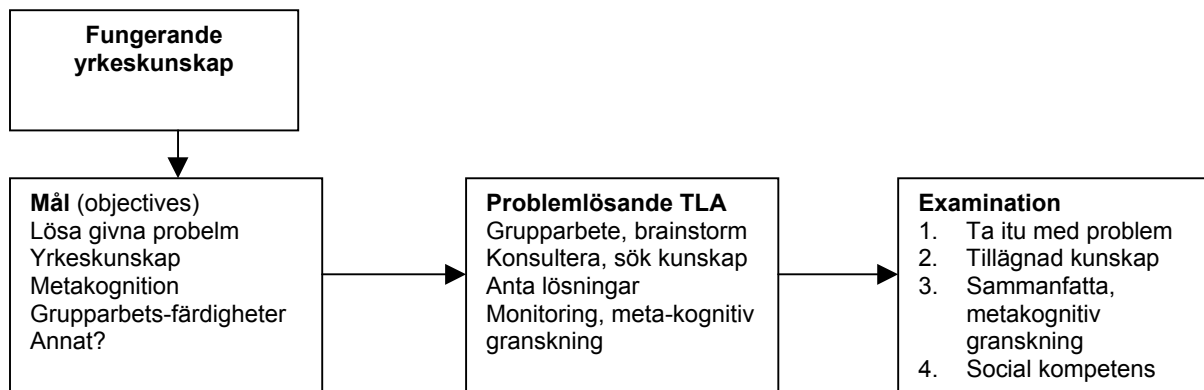 Fungerande
yrkeskunskap
Mål (objectives)
Lösa givna probelm
Yrkeskunskap
Metakognition
Grupparbets-färdigheter
Annat?
Problemlösande TLA
Grupparbete, brainstorm
Konsultera, sök kunskap
Anta lösningar
Monitoring, meta-kognitiv
granskning
Examination
1. Ta itu med problem
2. Tillägnad kunskap
3. Sammanfatta,
metakognitiv
granskning
4. Social kompetens